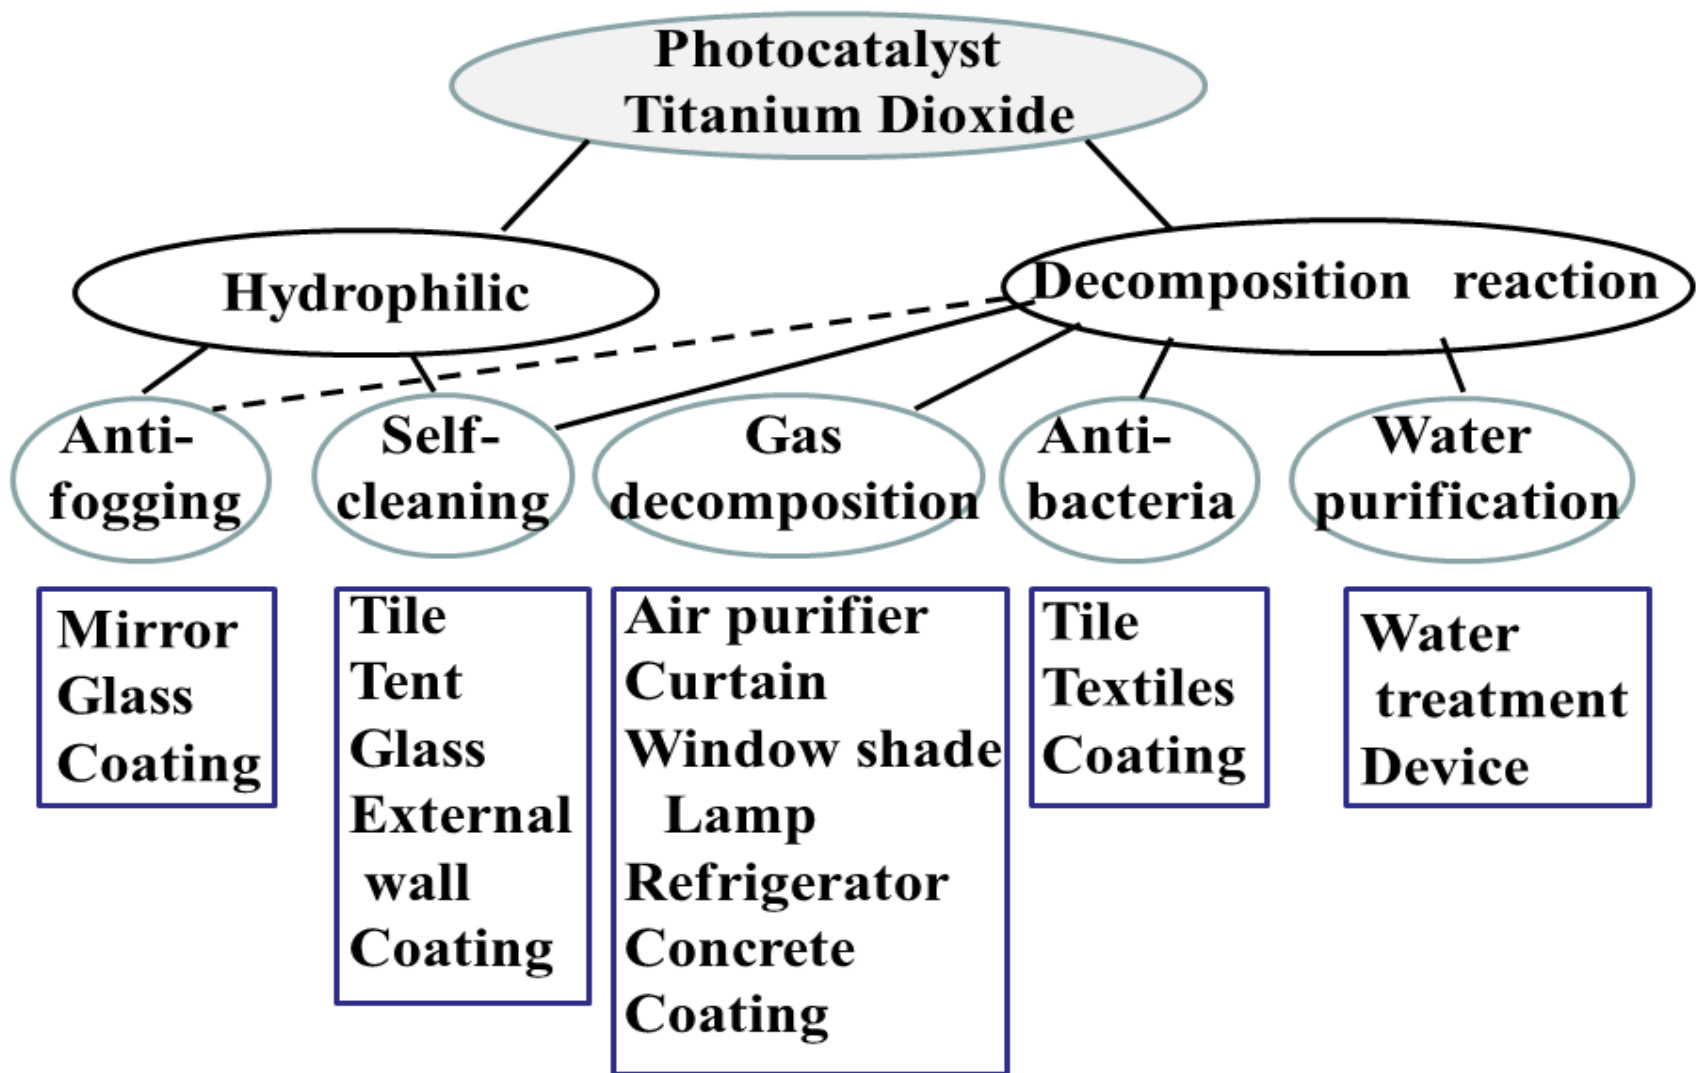 Photocatalyst
Titanium Dioxide
Hydrophilic
Decomposition reaction
Anti-
fogging
Self-
cleaning
Gas
decomposition
Anti-
bacteria
Water
purification
Mirror
Glass
Coating
Tile
Tent
Glass
External
wall
Coating
Air purifier
Curtain
Window shade
Lamp
Refrigerator
Concrete
Coating
Tile
Textiles
Coating
Water
treatment
Device